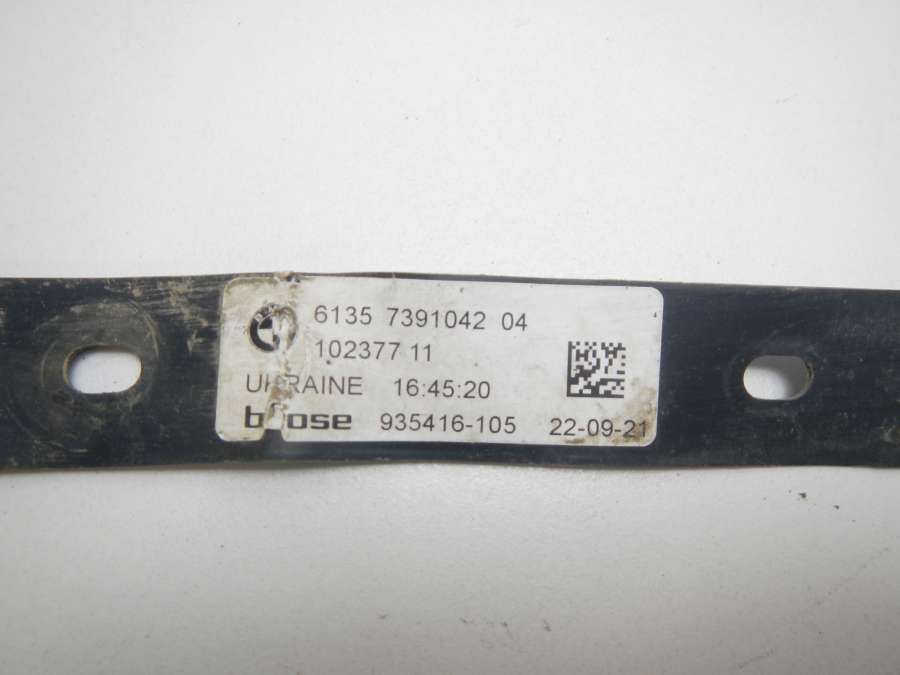 6135 7391042 04
102377 11
UKRAINE 16:45:20
brose 935416-105 22-09-21